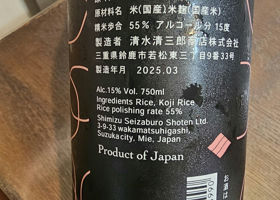 原材料名 米(国産)米麹(国産米)
精米歩合 55% アルコール分 15度
製造者 清水清三郎商店株式会社
三重県鈴鹿市若松東三丁目9番33号
製造年月 2025.03
Alc.15% Vol. 750ml
Ingredients Rice, Koji Rice
Rice polishing rate 55%
Shimizu Seizaburo Shoten Ltd.
3-9-33 wakamatsuhigashi,
Suzukacity, Mie, Japan
Product of Japan
お酒は